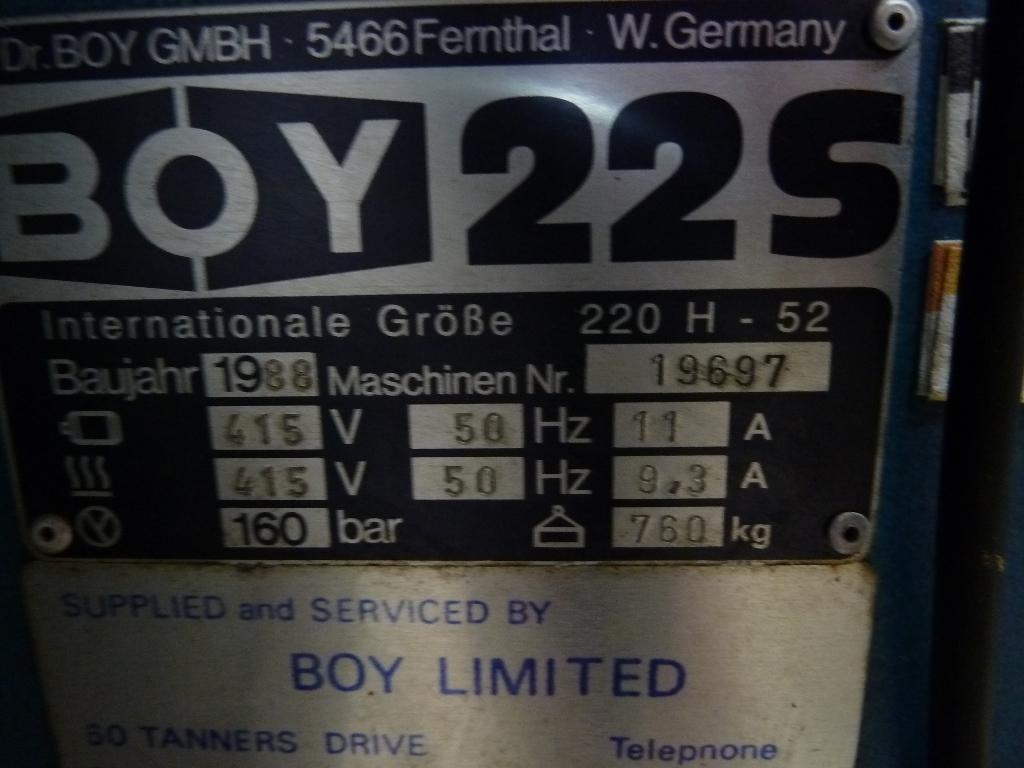 Dr. BOY GMBH · 5466 Fernthal · W. Germany
BOY 22S
Internationale Größe 220 H - 52
Baujahr 1988 Maschinen Nr. 19697
415 V 50 Hz 11 A
415 V 50 Hz 9,3 A
160 bar 760 kg
SUPPLIED and SERVICED BY
BOY LIMITED
TANNERS DRIVE Telephone